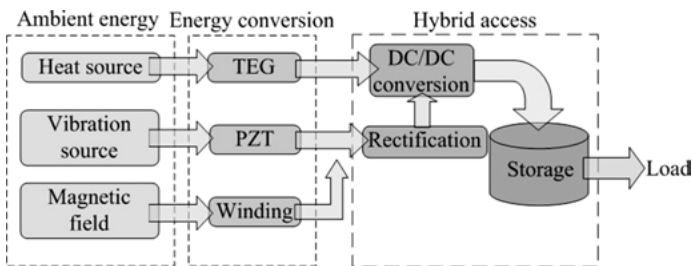 Ambient energy
Energy conversion
Hybrid access
Heat source
TEG
DC/DC
conversion
Vibration
source
PZT
Rectification
Storage
Load
Magnetic
field
Winding